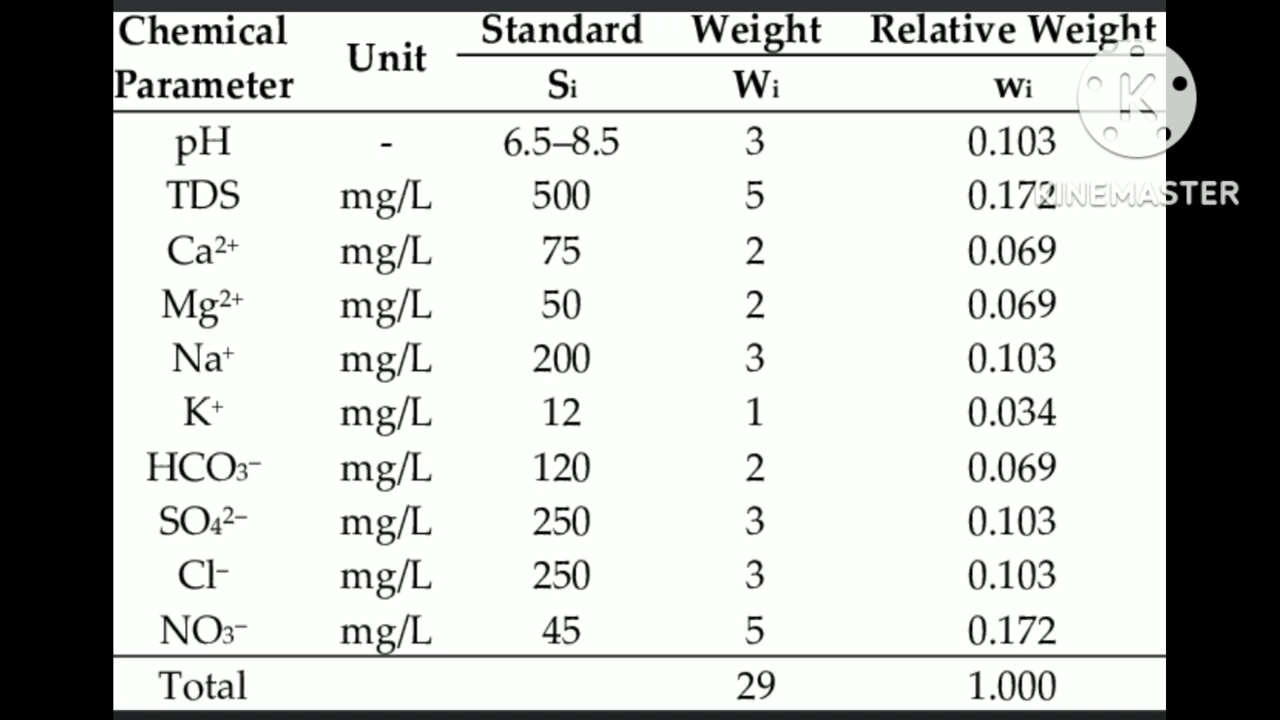 Chemical Parameter Unit Standard Weight Relative Weight
Si Wi wi
pH - 6.5–8.5 3 0.103
TDS mg/L 500 5 0.172
Ca²⁺ mg/L 75 2 0.069
Mg²⁺ mg/L 50 2 0.069
Na⁺ mg/L 200 3 0.103
K⁺ mg/L 12 1 0.034
HCO₃⁻ mg/L 120 2 0.069
SO₄²⁻ mg/L 250 3 0.103
Cl⁻ mg/L 250 3 0.103
NO₃⁻ mg/L 45 5 0.172
Total 29 1.000
K
KINEMASTER